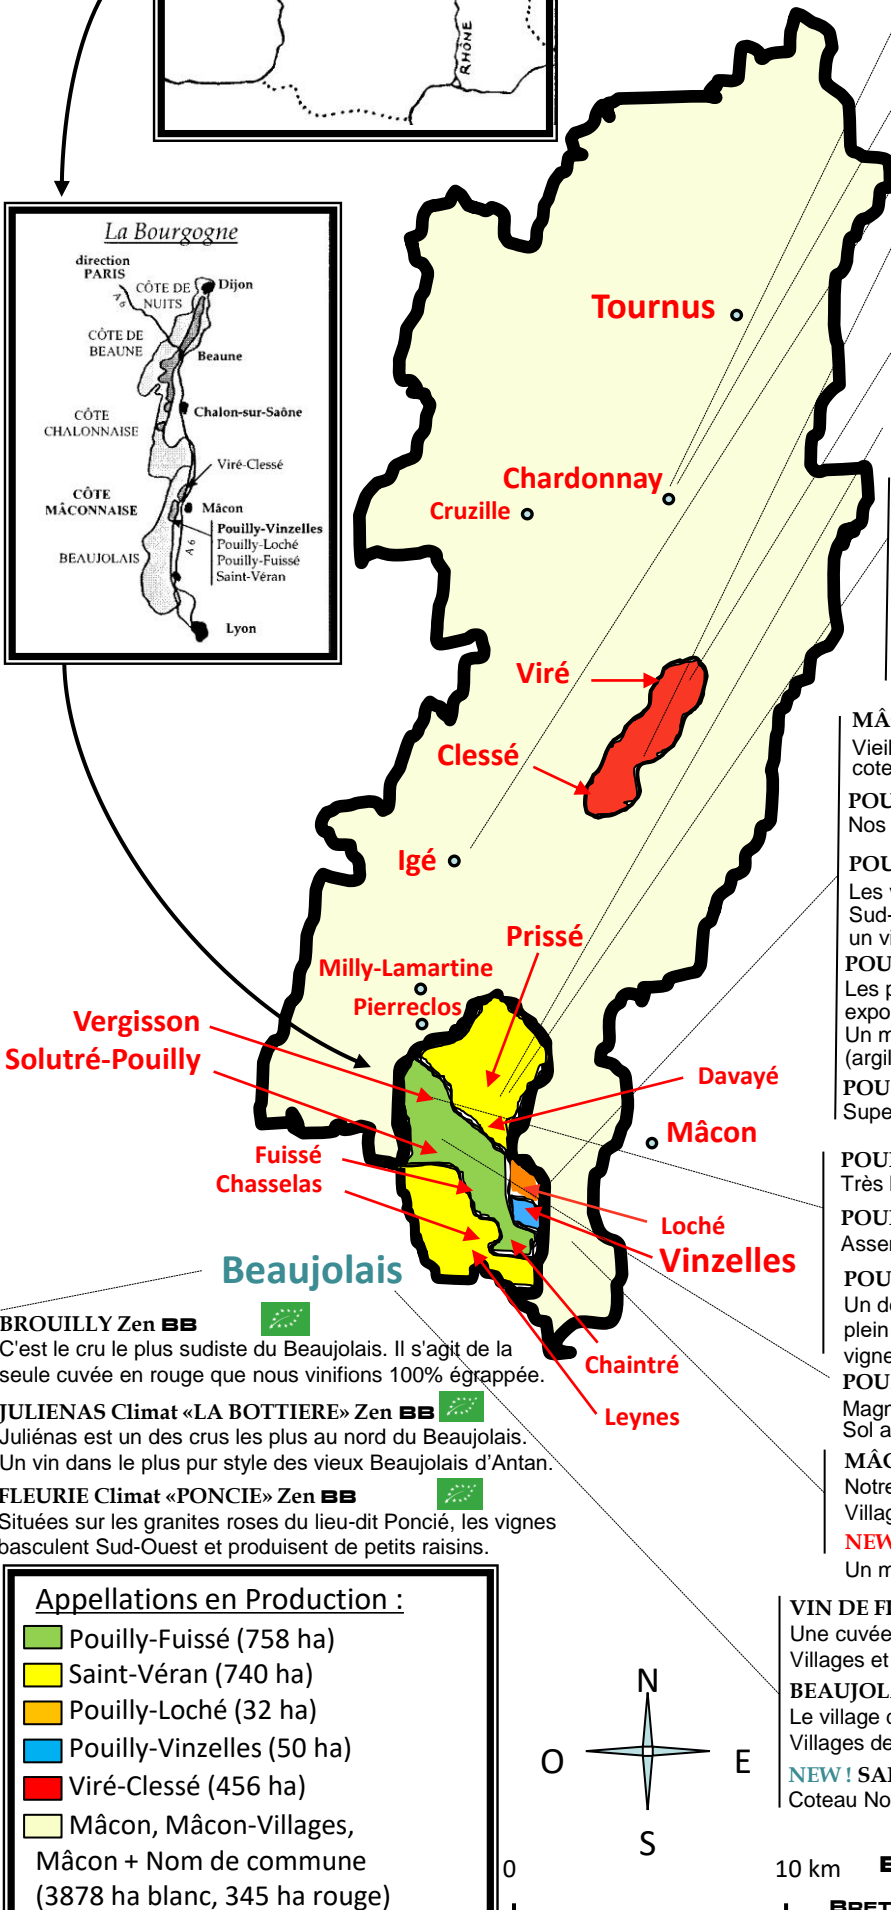 RHÔNE
La Bourgogne
direction
PARIS
A 6
CÔTE DE
NUITS
Dijon
CÔTE DE
BEAUNE
Beaune
CÔTE
CHALONNAISE
Chalon-sur-Saône
Viré-Clessé
CÔTE
MÂCONNAISE
Mâcon
Pouilly-Vinzelles
Pouilly-Loché
Pouilly-Fuissé
Saint-Véran
A 6
BEAUJOLAIS
Lyon
Tournus
Chardonnay
Cruzille
Viré
Clessé
Igé
Prissé
Milly-Lamartine
Pierreclos
Vergisson
Solutré-Pouilly
Davayé
Mâcon
Fuissé
Chasselas
Loché
Vinzelles
Beaujolais
Chaintré
Leynes
BROUILLY Zen BB
C'est le cru le plus sudiste du Beaujolais. Il s'agit de la
seule cuvée en rouge que nous vinifions 100% égrappée.
JULIENAS Climat «LA BOTTIERE» Zen BB
Juliénas est un des crus les plus au nord du Beaujolais.
Un vin dans le plus pur style des vieux Beaujolais d'Antan.
FLEURIE Climat «PONCIE» Zen BB
Situées sur les granites roses du lieu-dit Poncié, les vignes
basculent Sud-Ouest et produisent de petits raisins.
Appellations en Production :
Pouilly-Fuissé (758 ha)
Saint-Véran (740 ha)
Pouilly-Loché (32 ha)
Pouilly-Vinzelles (50 ha)
Viré-Clessé (456 ha)
Mâcon, Mâcon-Villages,
Mâcon + Nom de commune
(3878 ha blanc, 345 ha rouge)
N
O
E
S
0
10 km
Nos
Les
Sud-
Un m
Très
Un d
plein
vigne
Sol a
Notre
Villag
NEW
Un m
VIN DE
Une cuvée
Villages et
Le village
Villages de
NEW !
Coteau